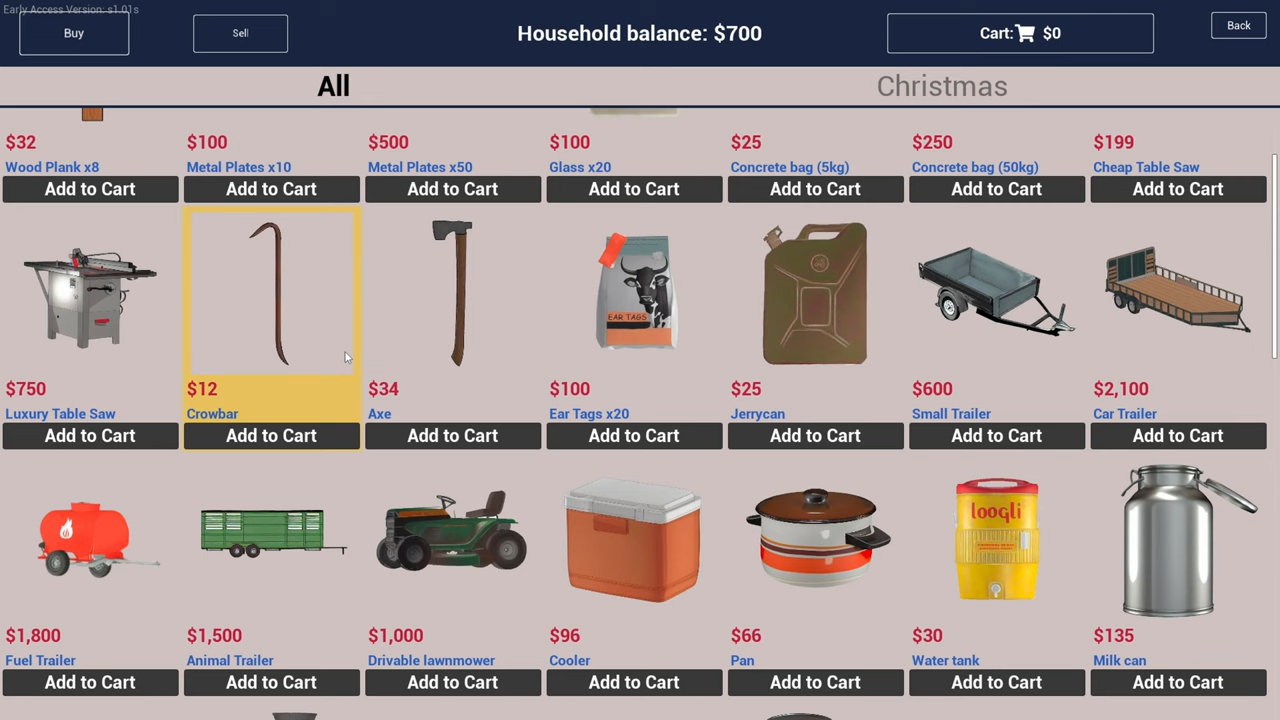 Early Access Version: s1.01s
Buy
Sell
Household balance: $700
Cart: $0
Back
All
Christmas
$32
$100
$500
$100
$25
$250
$199
Wood Plank x8
Metal Plates x10
Metal Plates x50
Glass x20
Concrete bag (5kg)
Concrete bag (50kg)
Cheap Table Saw
Add to Cart
Add to Cart
Add to Cart
Add to Cart
Add to Cart
Add to Cart
Add to Cart
EAR TAGS
$750
$12
$34
$100
$25
$600
$2,100
Luxury Table Saw
Crowbar
Axe
Ear Tags x20
Jerrycan
Small Trailer
Car Trailer
Add to Cart
Add to Cart
Add to Cart
Add to Cart
Add to Cart
Add to Cart
Add to Cart
loogli
$1,800
$1,500
$1,000
$96
$66
$30
$135
Fuel Trailer
Animal Trailer
Drivable lawnmower
Cooler
Pan
Water tank
Milk can
Add to Cart
Add to Cart
Add to Cart
Add to Cart
Add to Cart
Add to Cart
Add to Cart